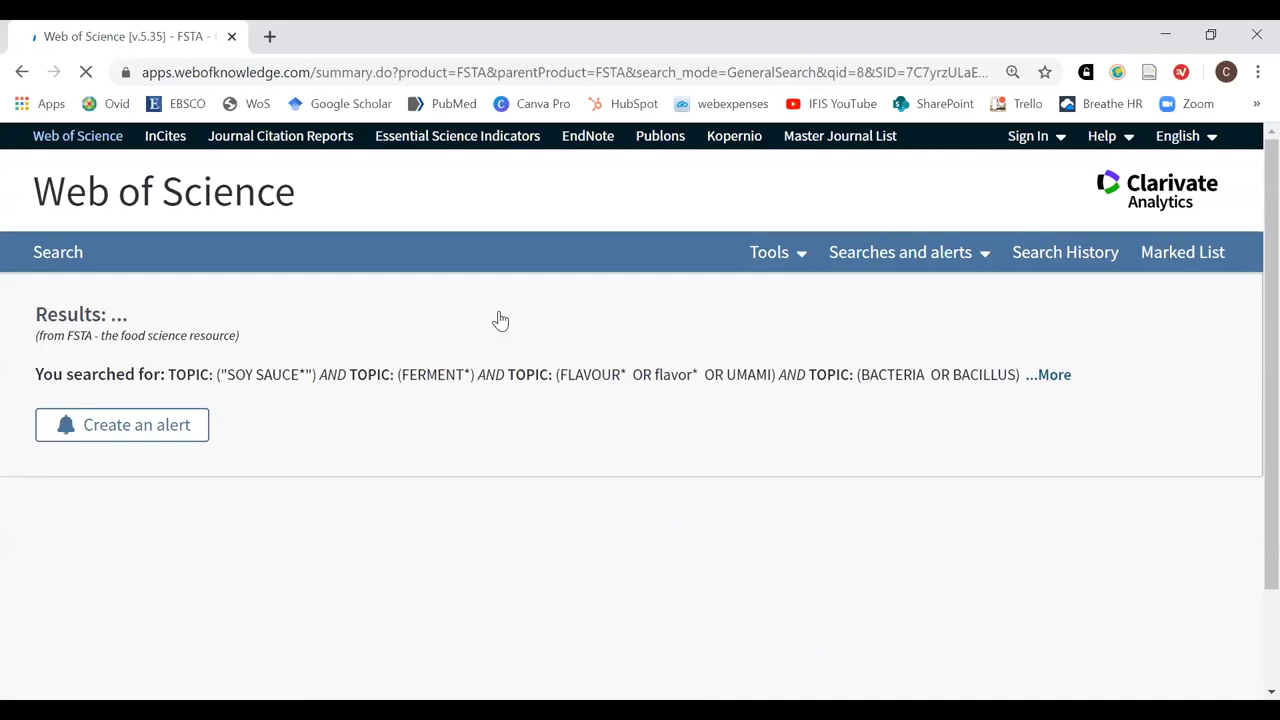 Web of Science [v.5.35] - FSTA -
apps.webofknowledge.com/summary.do?product=FSTA&parentProduct=FSTA&search_mode=GeneralSearch&qid=8&SID=7C7yrzULaE... C
Apps Ovid EBSCO WoS Google Scholar PubMed Canva Pro HubSpot webexpenses IFIS YouTube SharePoint Trello Breathe HR Zoom »
Web of Science InCites Journal Citation Reports Essential Science Indicators EndNote Publons Kopernio Master Journal List Sign In Help English
Web of Science
Clarivate
Analytics
Search Tools Searches and alerts Search History Marked List
Results: ...
(from FSTA - the food science resource)
You searched for: TOPIC: ("SOY SAUCE*") AND TOPIC: (FERMENT*) AND TOPIC: (FLAVOUR* OR flavor* OR UMAMI) AND TOPIC: (BACTERIA OR BACILLUS) ...More
Create an alert